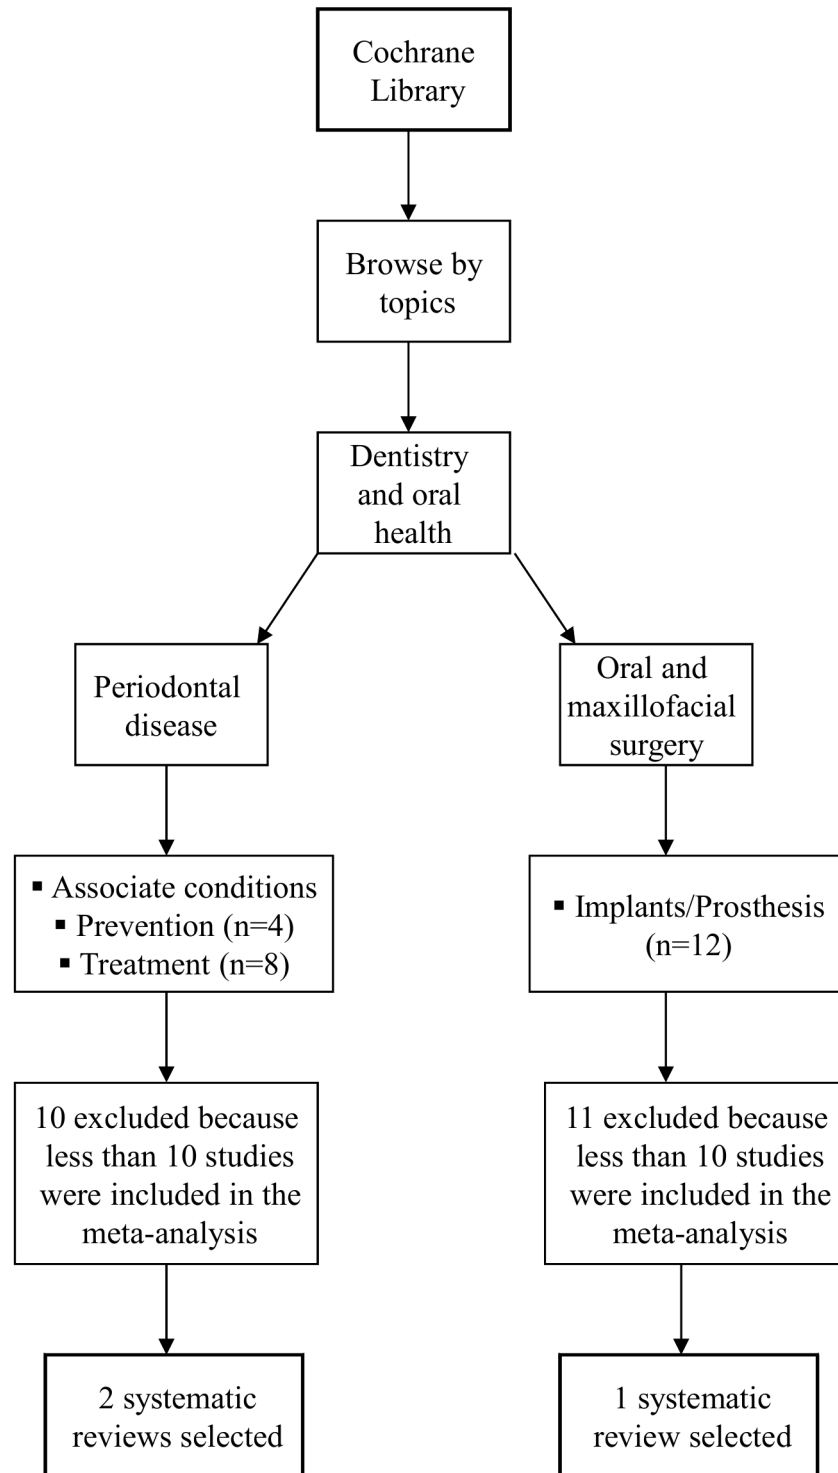 Cochrane
Library
Browse by
topics
Dentistry
and oral
health
Periodontal
disease
Oral and
maxillofacial
surgery
▪ Associate conditions
▪ Prevention (n=4)
▪ Treatment (n=8)
▪ Implants/Prosthesis
(n=12)
10 excluded because
less than 10 studies
were included in the
meta-analysis
11 excluded because
less than 10 studies
were included in the
meta-analysis
2 systematic
reviews selected
1 systematic
review selected